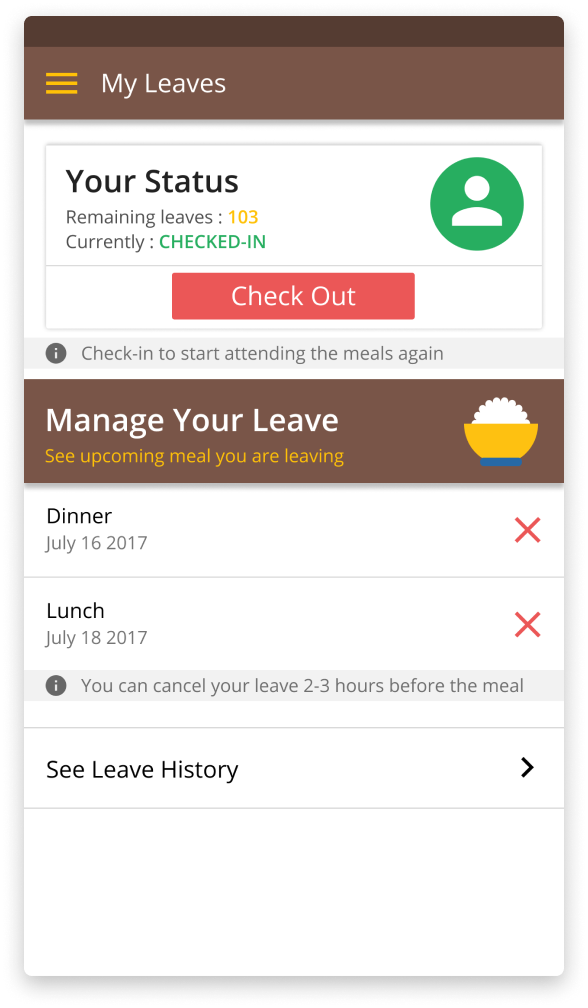 My Leaves
Your Status
Remaining leaves : 103
Currently : CHECKED-IN
Check Out
Check-in to start attending the meals again
Manage Your Leave
See upcoming meal you are leaving
Dinner
July 16 2017
Lunch
July 18 2017
You can cancel your leave 2-3 hours before the meal
See Leave History